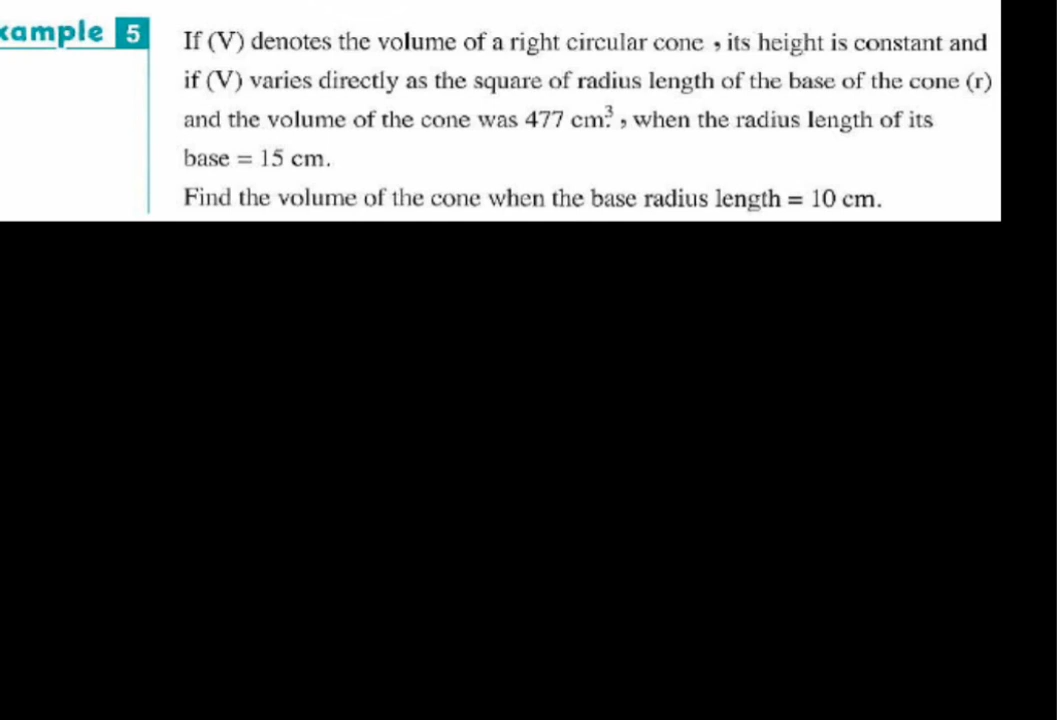 xample 5
If (V) denotes the volume of a right circular cone , its height is constant and
if (V) varies directly as the square of radius length of the base of the cone (r)
and the volume of the cone was 477 cm³. , when the radius length of its
base = 15 cm.
Find the volume of the cone when the base radius length = 10 cm.